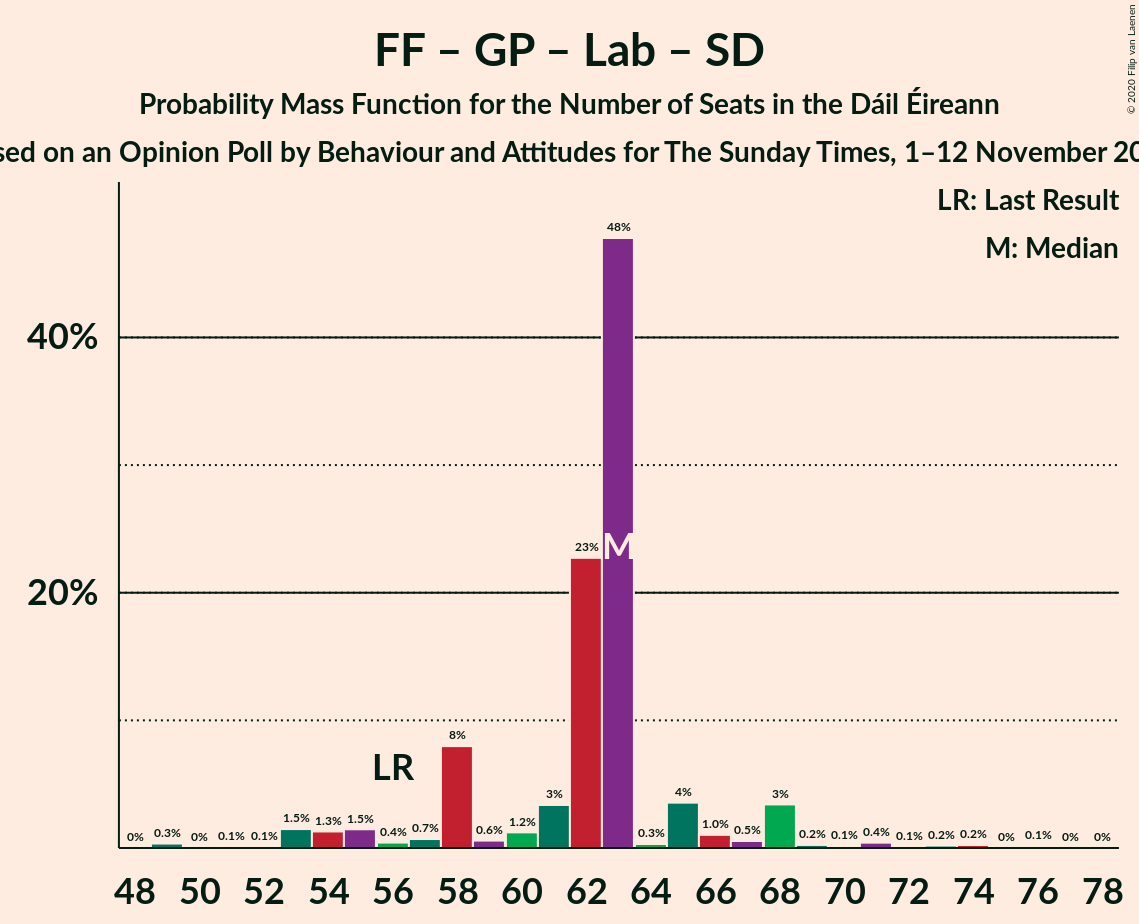 FF – GP – Lab – SD
Probability Mass Function for the Number of Seats in the Dáil Éireann
on an Opinion Poll by Behaviour and Attitudes for The Sunday Times, 1–12 November
© 2020 Filip van Laenen
LR: Last Result
M: Median
40%
20%
0% 0.3% 0% 0.1% 0.1% 1.5% 1.3% 1.5% 0.4% 0.7% 8% 0.6% 1.2% 3% 23% 48% 0.3% 4% 1.0% 0.5% 3% 0.2% 0.1% 0.4% 0.1% 0.2% 0.2% 0% 0.1% 0% 0%
LR
M
48 50 52 54 56 58 60 62 64 66 68 70 72 74 76 78